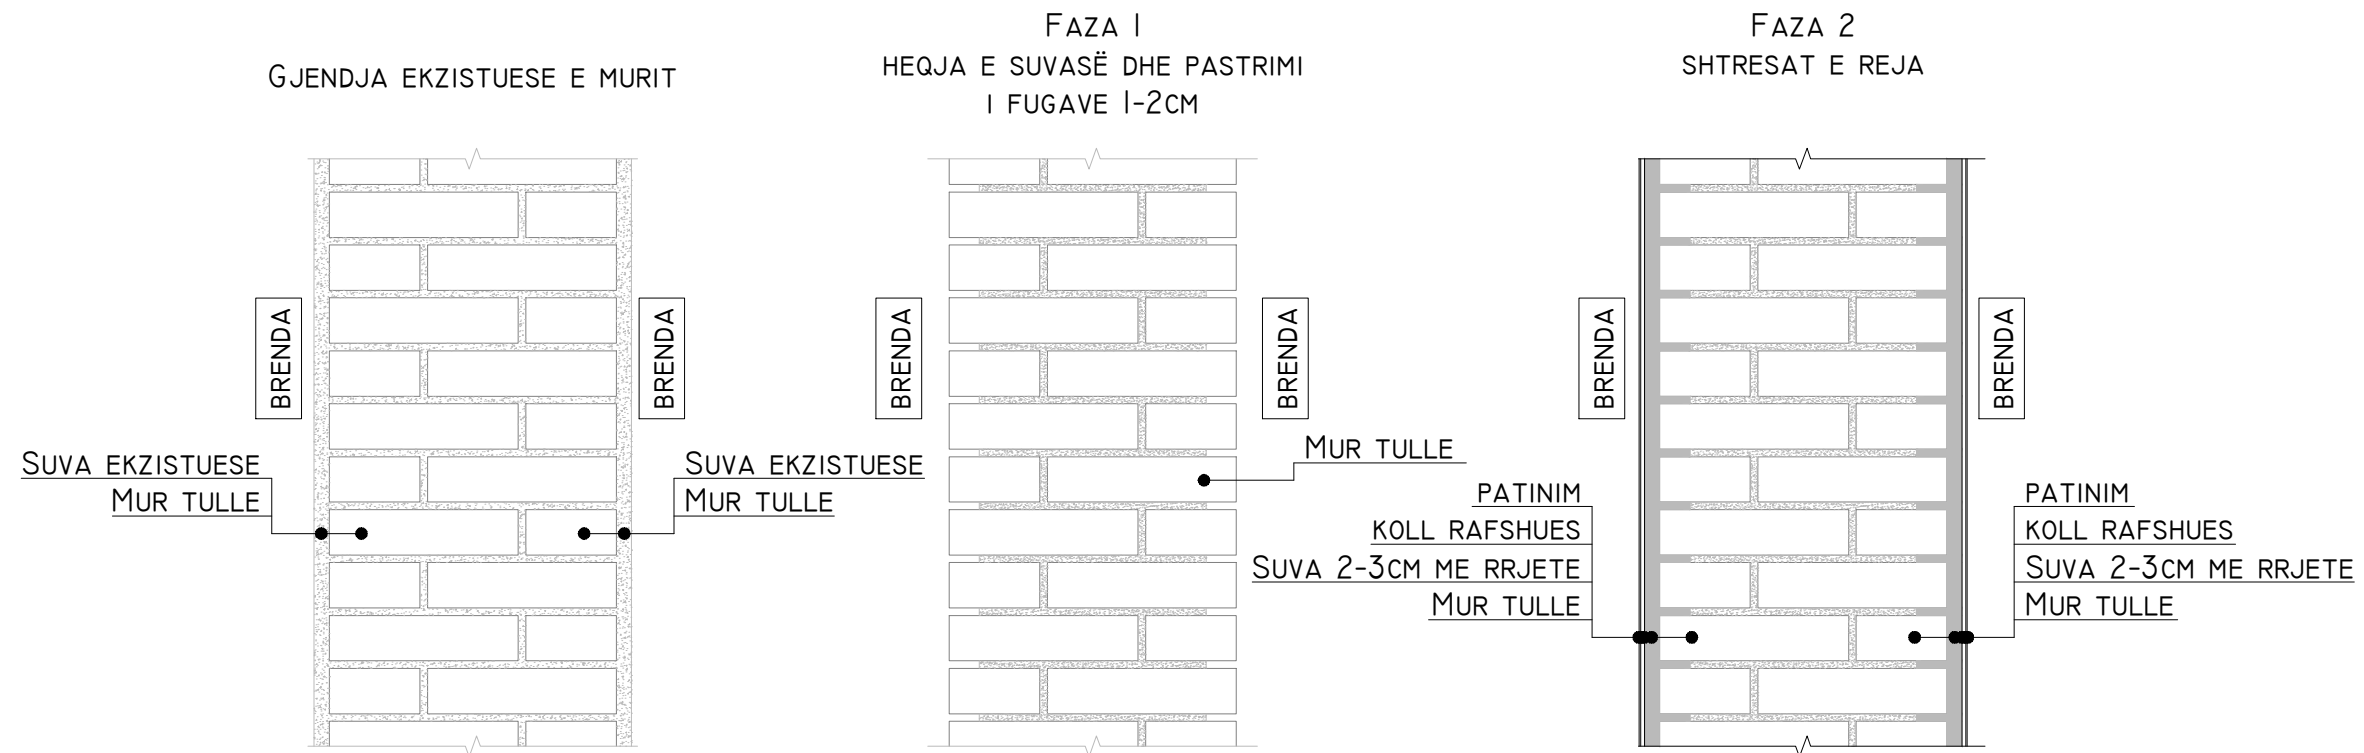 GJENDJA EKZISTUESE E MURIT
BRENDA
BRENDA
SUVA EKZISTUESE
MUR TULLE
SUVA EKZISTUESE
MUR TULLE
FAZA 1
HEQJA E SUVASË DHE PASTRIMI
I FUGAVE 1-2CM
BRENDA
BRENDA
MUR TULLE
FAZA 2
SHTRESAT E REJA
BRENDA
BRENDA
PATINIM
KOLL RAFSHUES
SUVA 2-3CM ME RRJETE
MUR TULLE
PATINIM
KOLL RAFSHUES
SUVA 2-3CM ME RRJETE
MUR TULLE